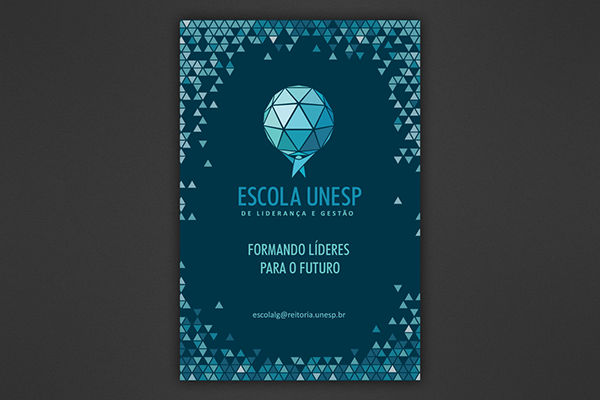 ESCOLA UNESP
DE LIDERANÇA E GESTÃO
FORMANDO LÍDERES
PARA O FUTURO
escolalg@reitoria.unesp.br